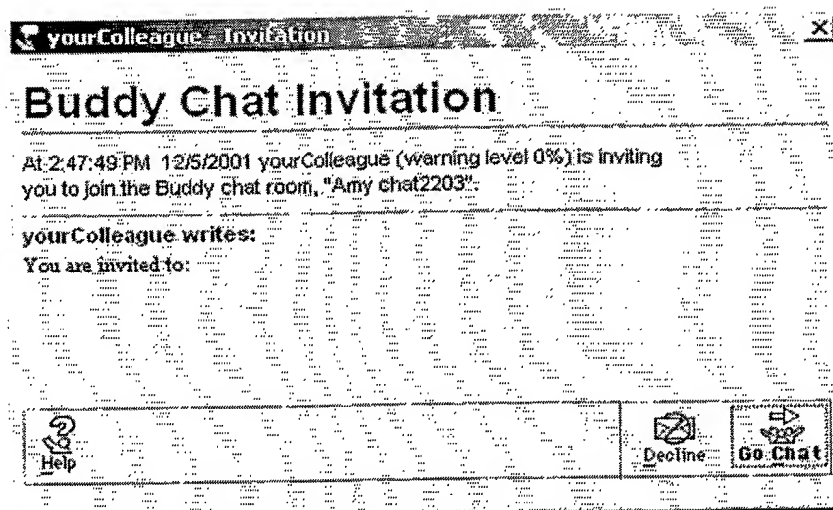 yourColleague - Invitation
Buddy Chat Invitation
At 2:47:49 PM 12/5/2001 yourColleague (warning level 0%) is inviting
you to join the Buddy chat room, "Amy chat2203".
yourColleague writes:
You are invited to:
Help
Decline
Go Chat